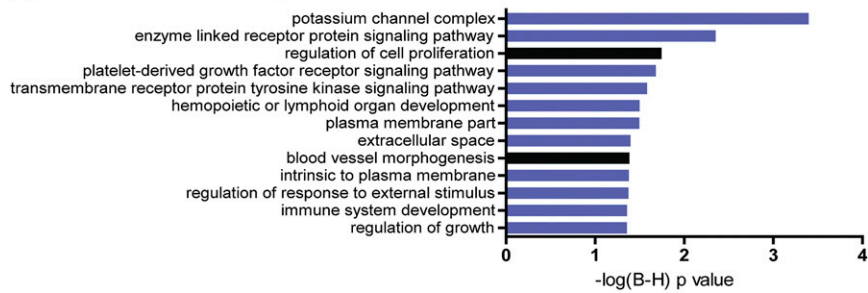 potassium channel complex
enzyme linked receptor protein signaling pathway
regulation of cell proliferation
platelet-derived growth factor receptor signaling pathway
transmembrane receptor protein tyrosine kinase signaling pathway
hemopoietic or lymphoid organ development
plasma membrane part
extracellular space
blood vessel morphogenesis
intrinsic to plasma membrane
regulation of response to external stimulus
immune system development
regulation of growth
0 1 2 3 4
-log(B-H) p value